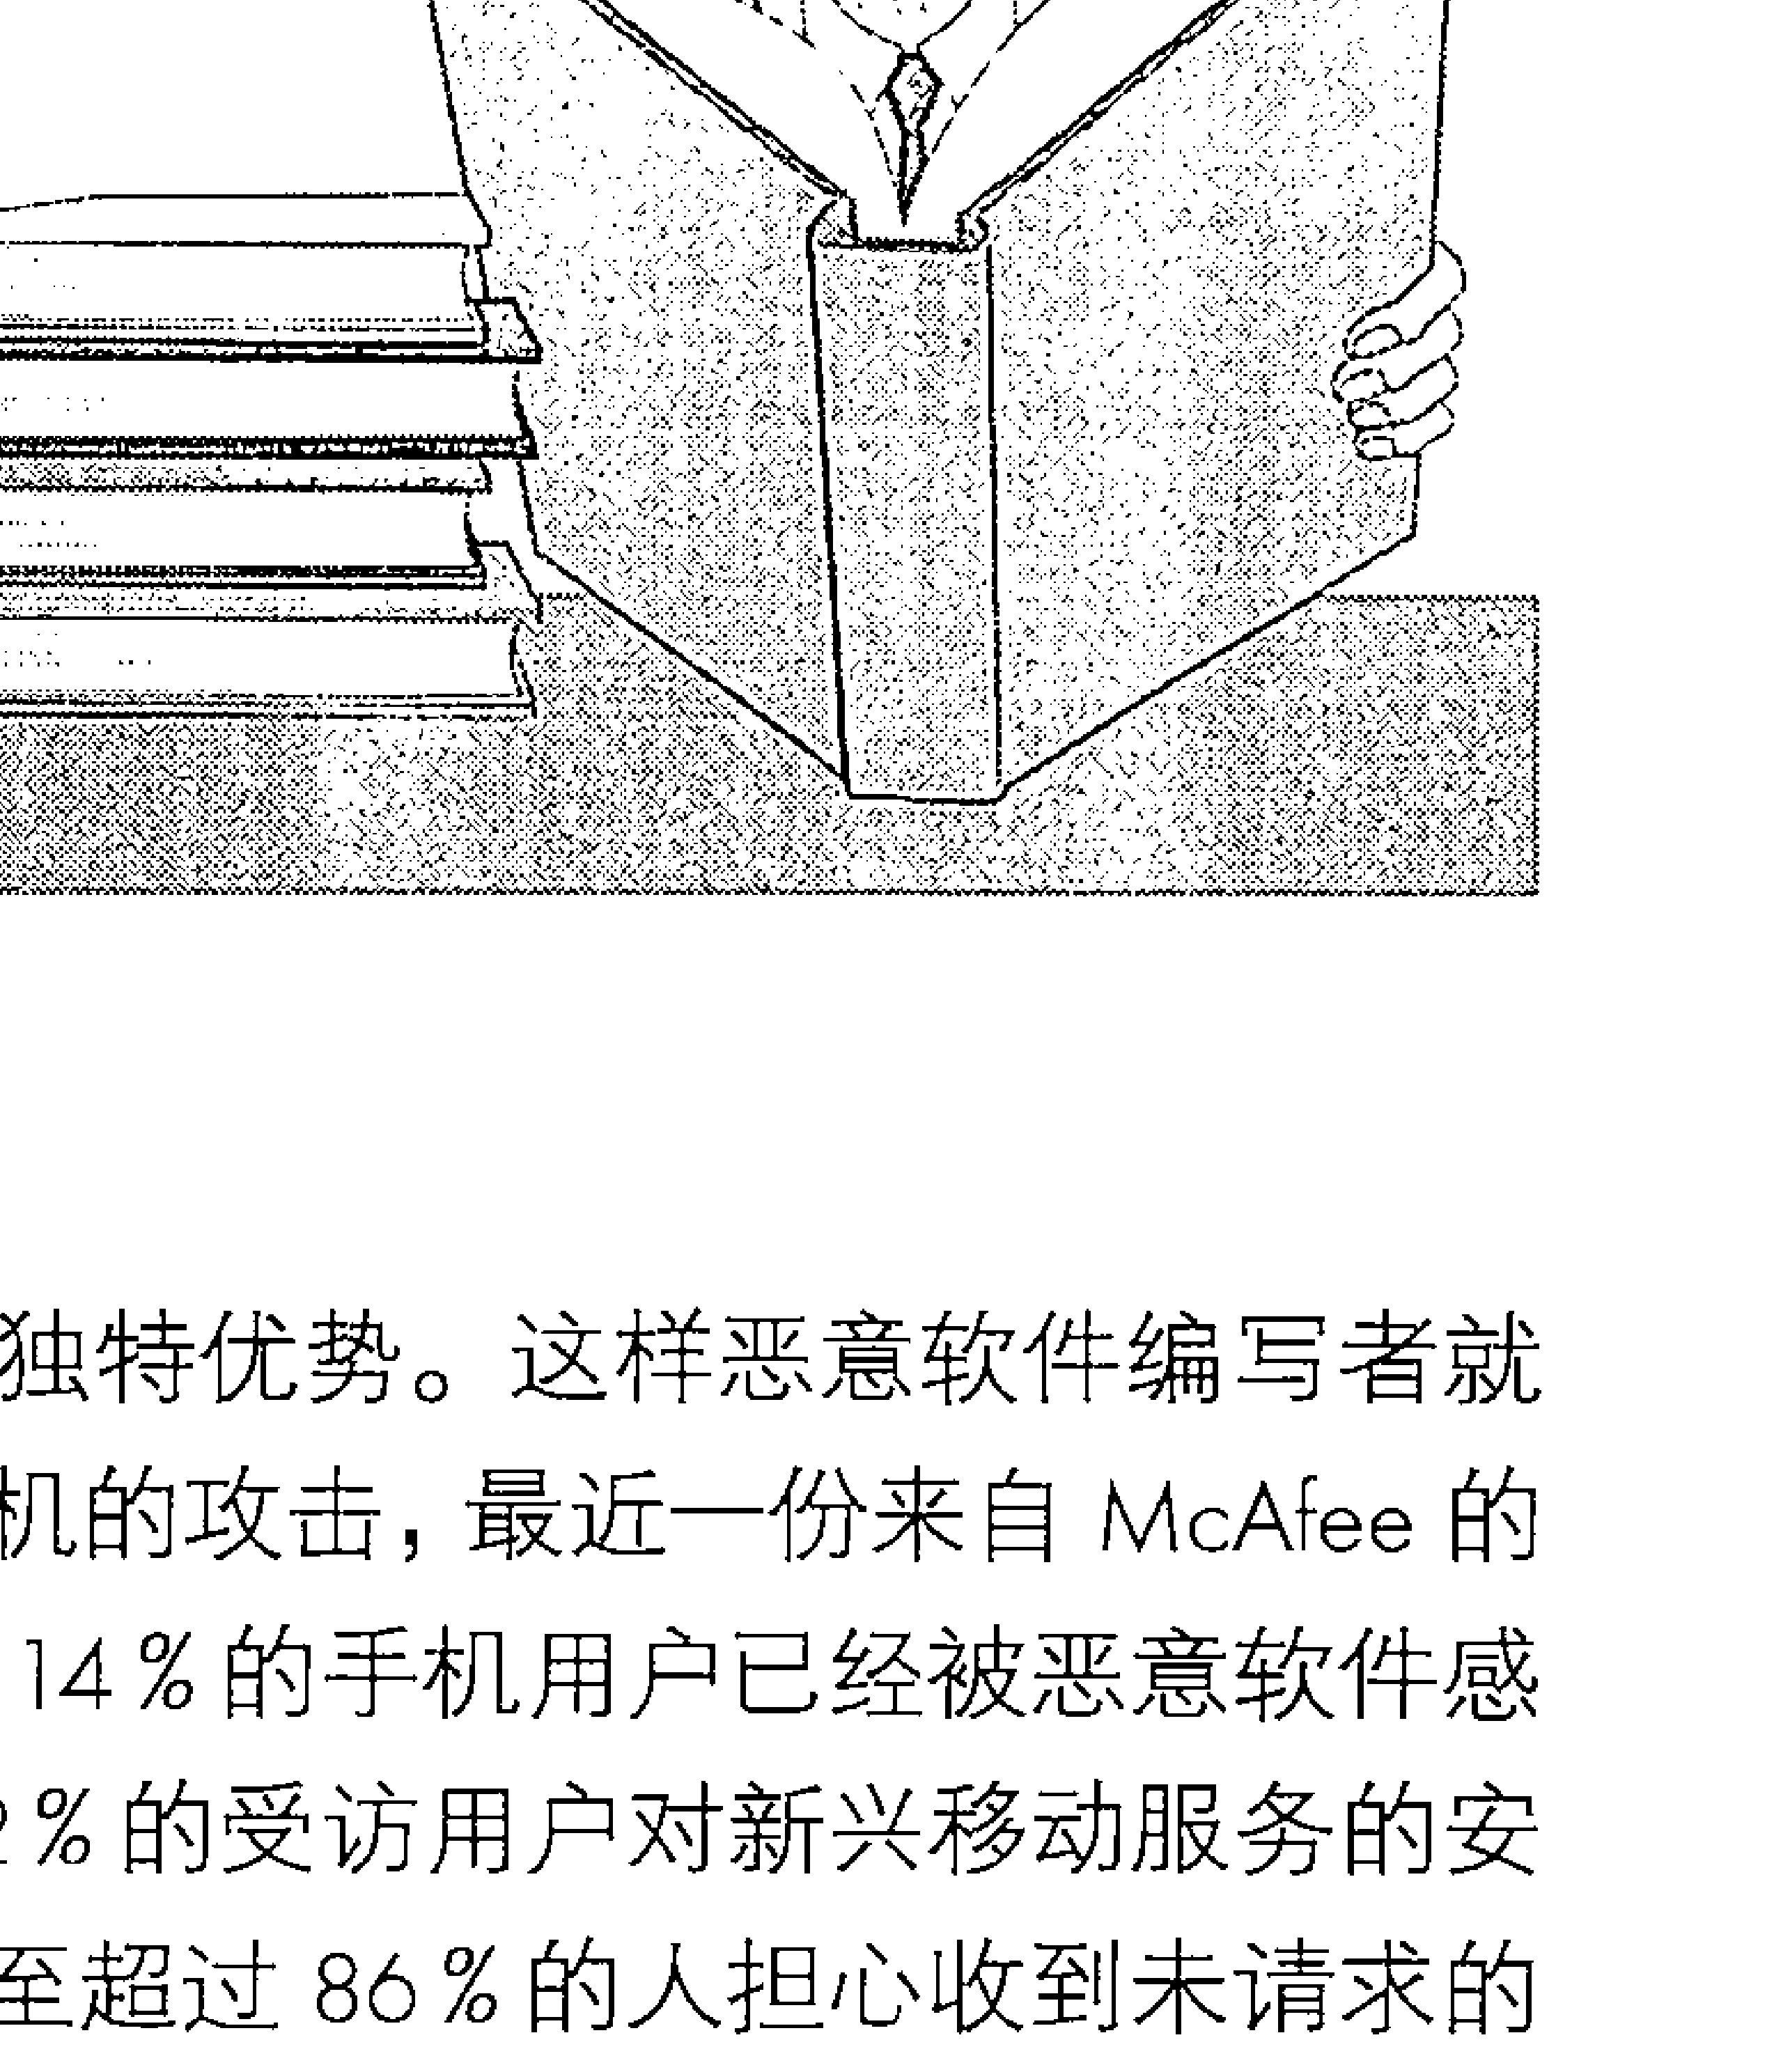 独特优势。这样恶意软件编写者就
机的攻击，最近一份来自 McAfee 的
14%的手机用户已经被恶意软件感
%的受访用户对新兴移动服务的安
至超过 86%的人担心收到未请求的